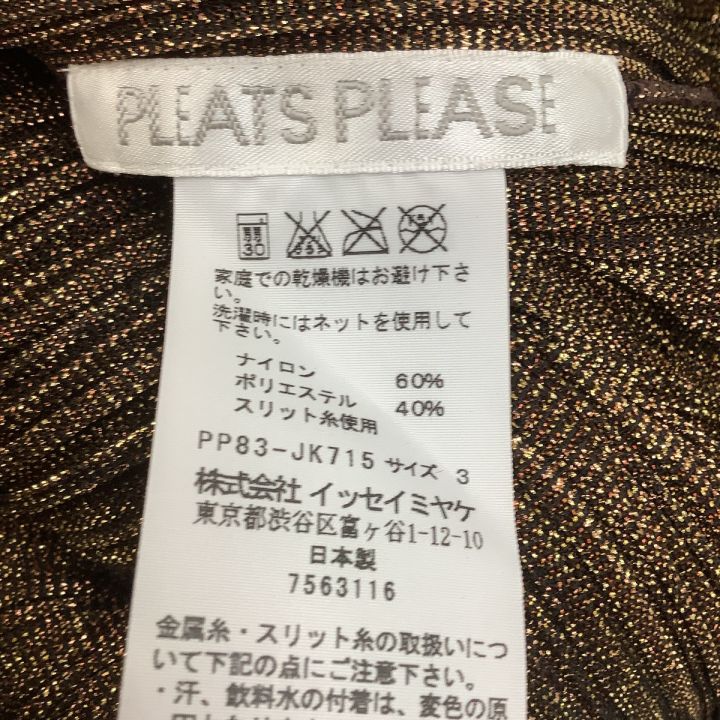 PLEATS PLEASE
30
家庭での乾燥機はお避け下さ
い。
洗濯時にはネットを使用して
下さい。
ナイロン 60%
ポリエステル 40%
スリット糸使用
PP83-JK715 サイズ 3
株式会社 イッセイミヤケ
東京都渋谷区富ヶ谷1-12-10
日本製
7563116
金属糸・スリット糸の取扱いにつ
いて下記の点にご注意下さい。
・汗、飲料水の付着は、変色の原